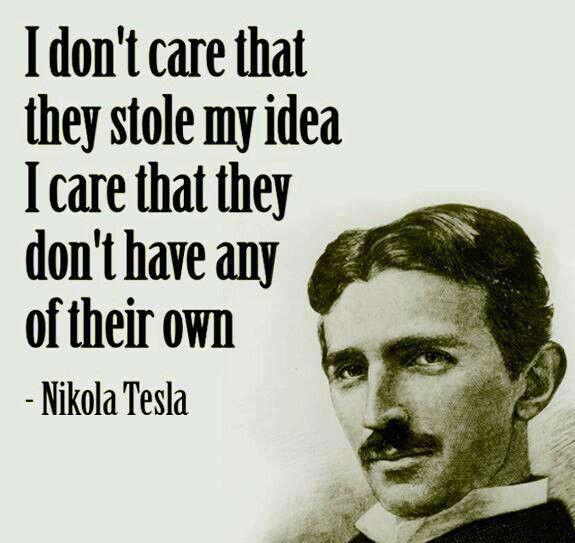 I don't care that
they stole my idea
I care that they
don't have any
of their own
- Nikola Tesla